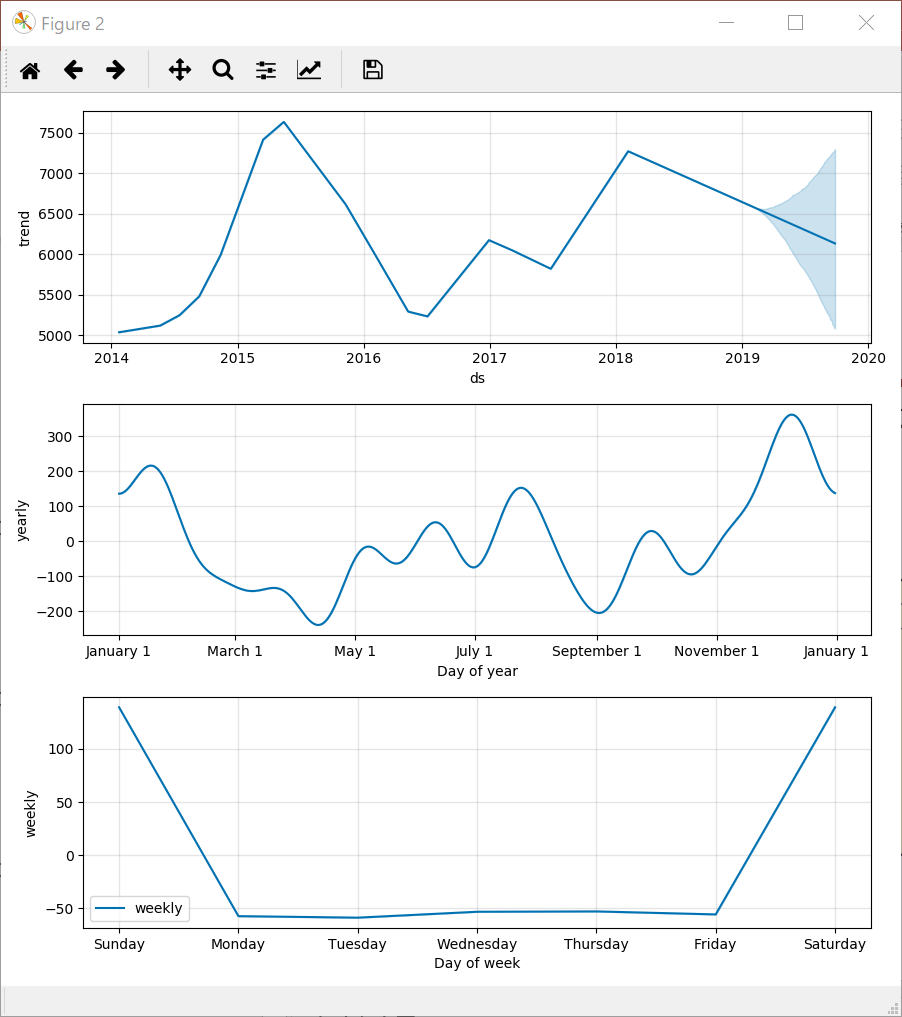 Figure 2
7500
7000
6500
6000
5500
5000
trend
2014 2015 2016 2017 2018 2019 2020
ds
300
200
100
0
−100
−200
yearly
January 1 March 1 May 1 July 1 September 1 November 1 January 1
Day of year
100
50
0
−50
weekly
weekly
Sunday Monday Tuesday Wednesday Thursday Friday Saturday
Day of week